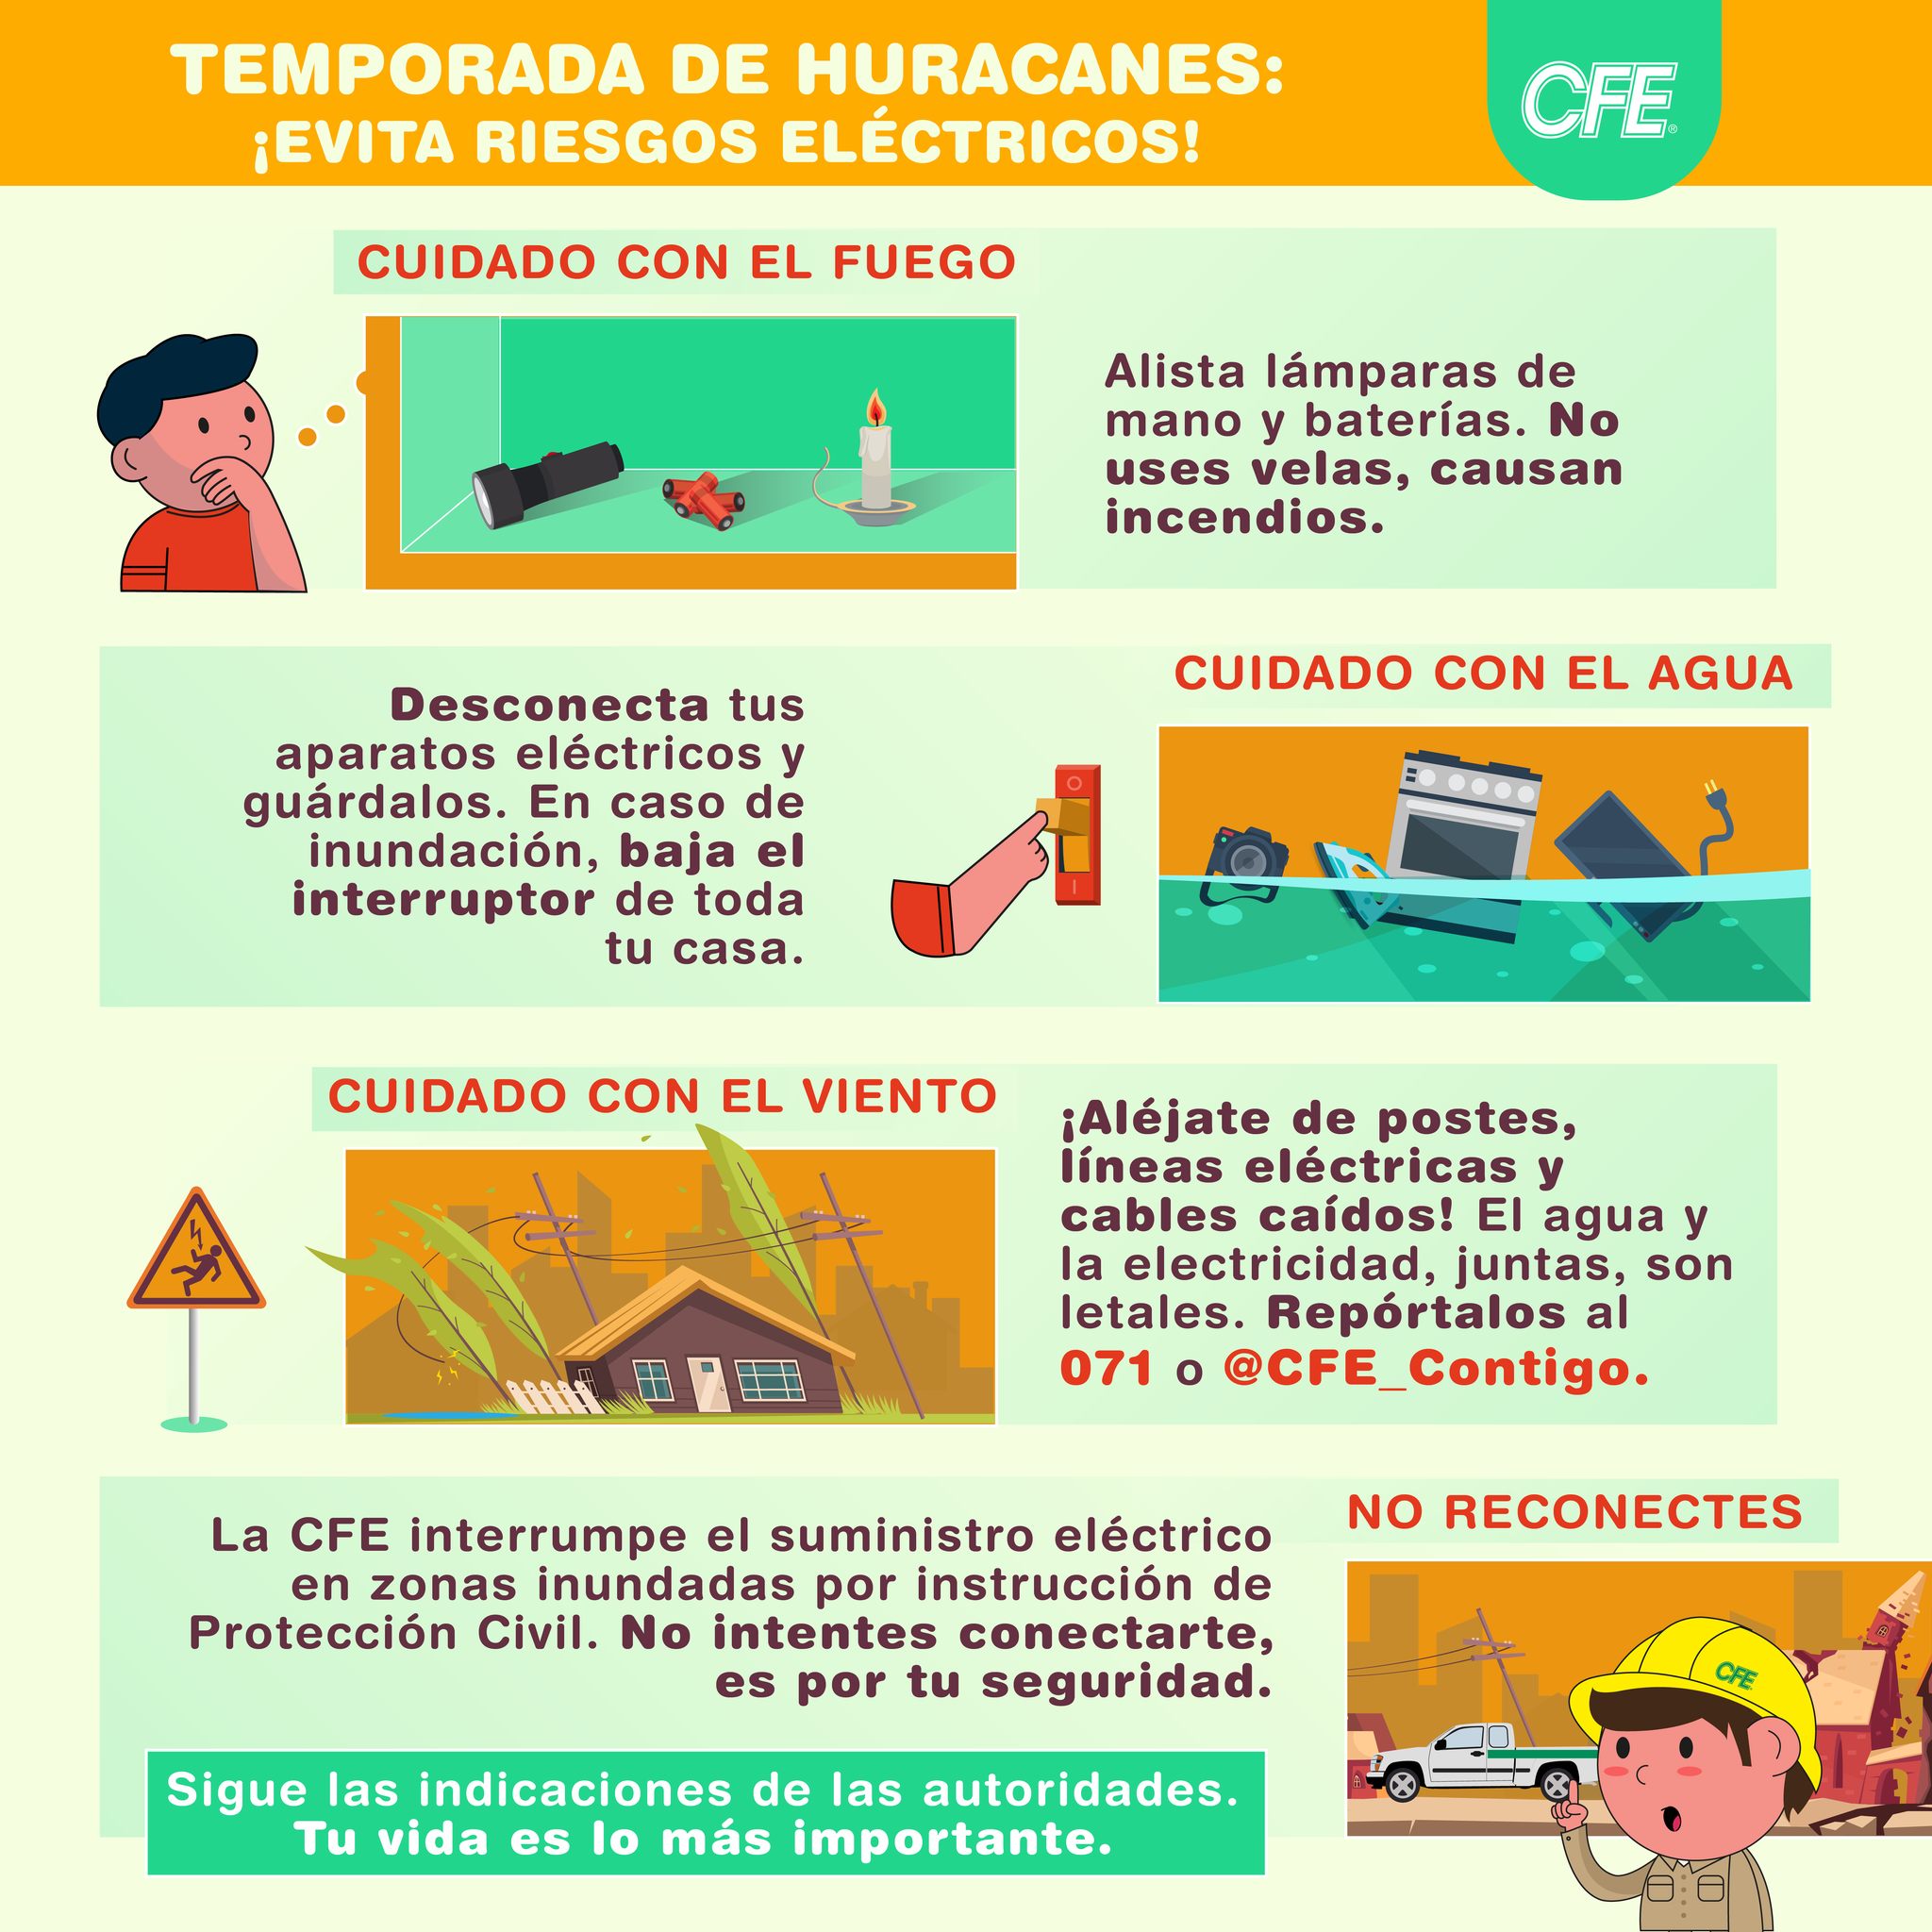 TEMPORADA DE HURACANES:
¡EVITA RIESGOS ELÉCTRICOS!
CFE®
CUIDADO CON EL FUEGO
Alista lámparas de
mano y baterías. No
uses velas, causan
incendios.
CUIDADO CON EL AGUA
Desconecta tus
aparatos eléctricos y
guárdalos. En caso de
inundación, baja el
interruptor de toda
tu casa.
CUIDADO CON EL VIENTO
¡Aléjate de postes,
líneas eléctricas y
cables caídos! El agua y
la electricidad, juntas, son
letales. Repórtalos al
071 o @CFE_Contigo.
NO RECONECTES
La CFE interrumpe el suministro eléctrico
en zonas inundadas por instrucción de
Protección Civil. No intentes conectarte,
es por tu seguridad.
CFE
Sigue las indicaciones de las autoridades.
Tu vida es lo más importante.